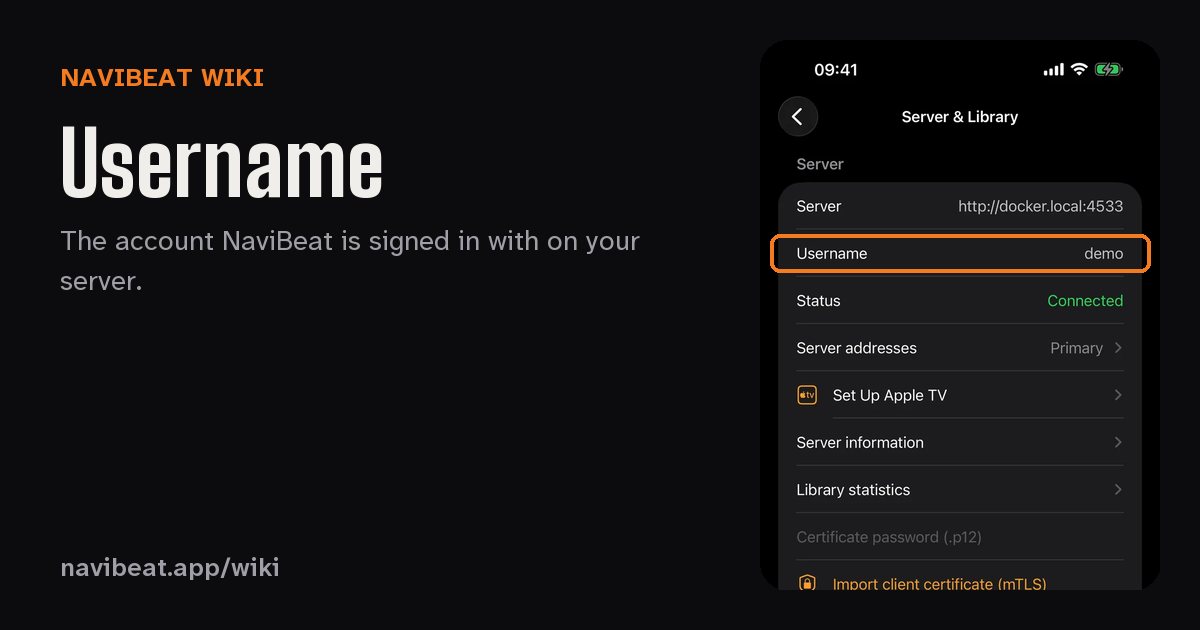 NAVIBEAT WIKI
Username
The account NaviBeat is signed in with on your
server.
navibeat.app/wiki
09:41
Server & Library
Server
Server http://docker.local:4533
Username demo
Status Connected
Server addresses Primary
tv Set Up Apple TV
Server information
Library statistics
Certificate password (.p12)
Import client certificate (mTLS)